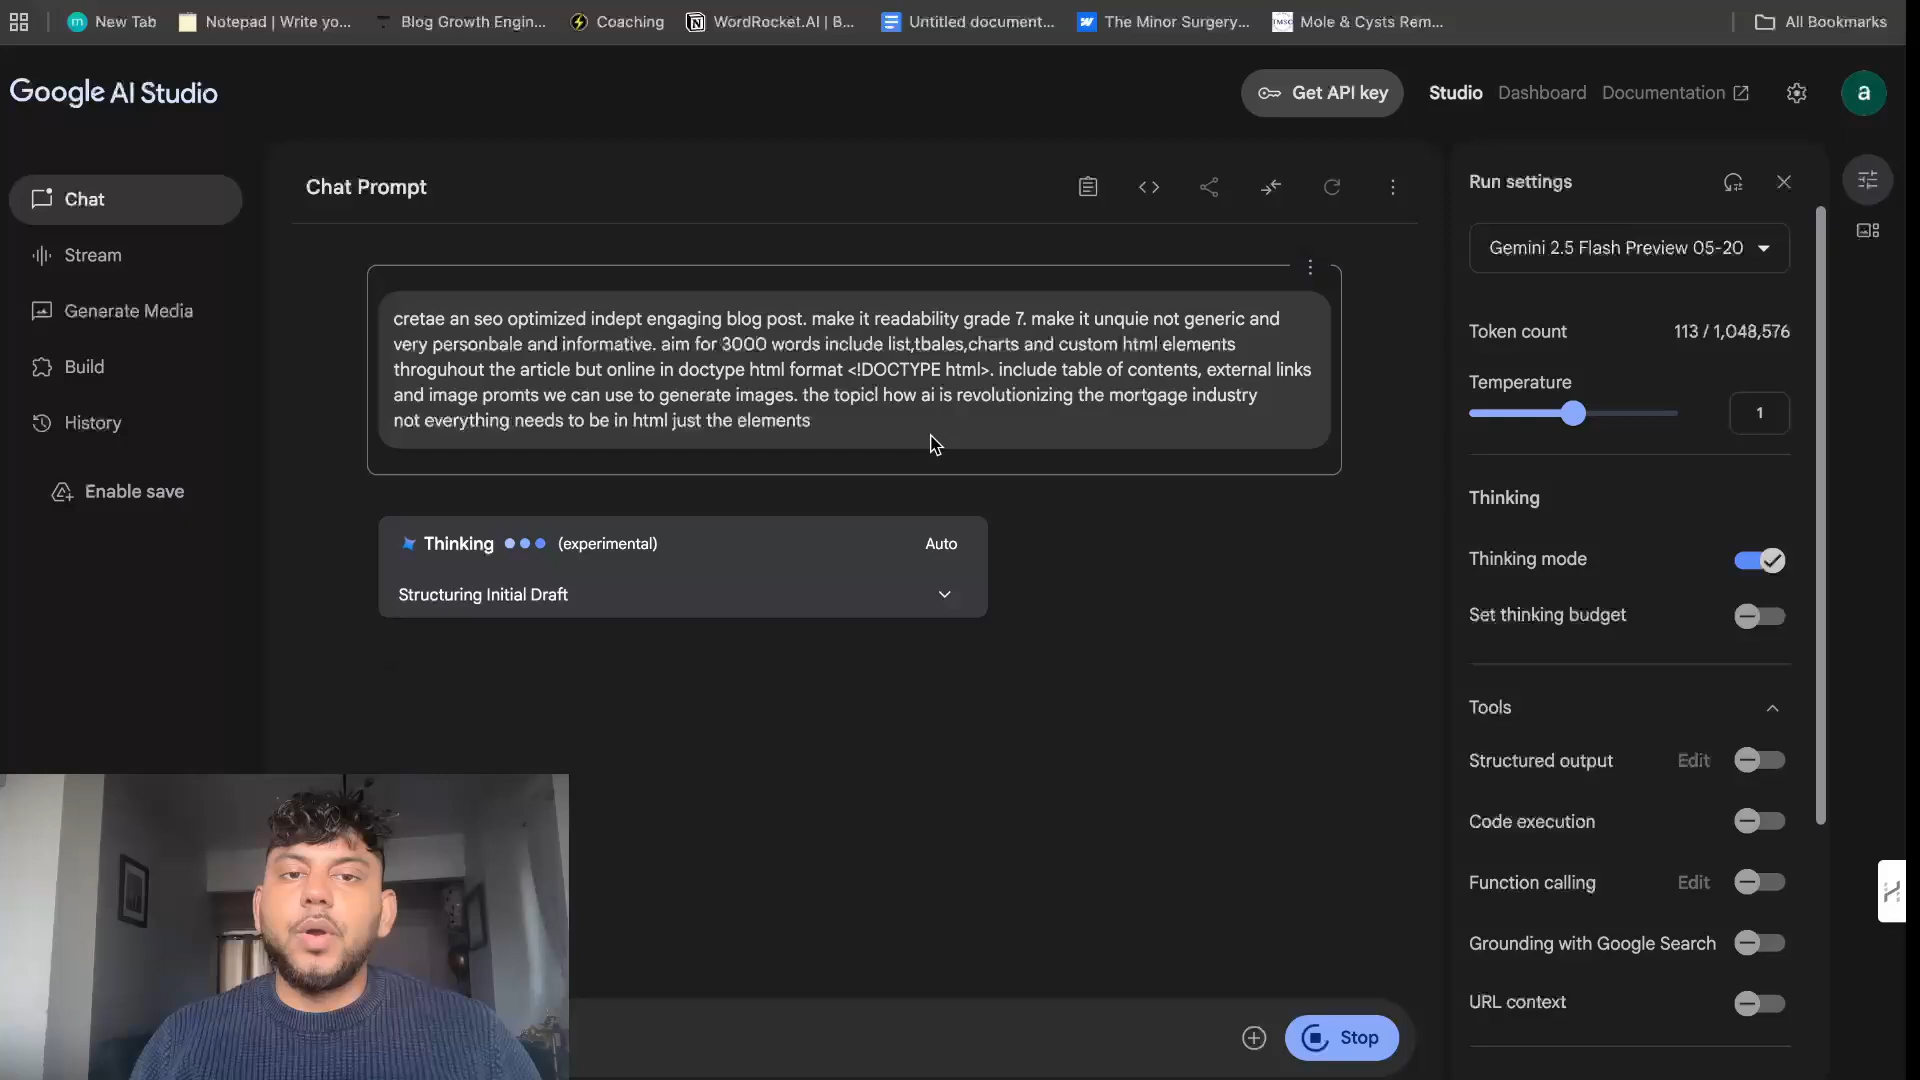 New Tab
Notepad | Write yo...
Blog Growth Engin...
Coaching
WordRocket.AI | B...
Untitled document...
The Minor Surgery...
TMSC
Mole & Cysts Rem...
All Bookmarks
Google AI Studio
Get API key
Studio
Dashboard
Documentation
a
Chat
Stream
Generate Media
Build
History
Enable save
Chat Prompt
cretae an seo optimized indept engaging blog post. make it readability grade 7. make it unquie not generic and
very personbale and informative. aim for 3000 words include list,tbales,charts and custom html elements
throguhout the article but online in doctype html format <!DOCTYPE html>. include table of contents, external links
and image promts we can use to generate images. the topicl how ai is revolutionizing the mortgage industry
not everything needs to be in html just the elements
Thinking
(experimental)
Auto
Structuring Initial Draft
Stop
Run settings
Gemini 2.5 Flash Preview 05-20
Token count
113 / 1,048,576
Temperature
1
Thinking
Thinking mode
Set thinking budget
Tools
Structured output
Edit
Code execution
Function calling
Edit
Grounding with Google Search
URL context